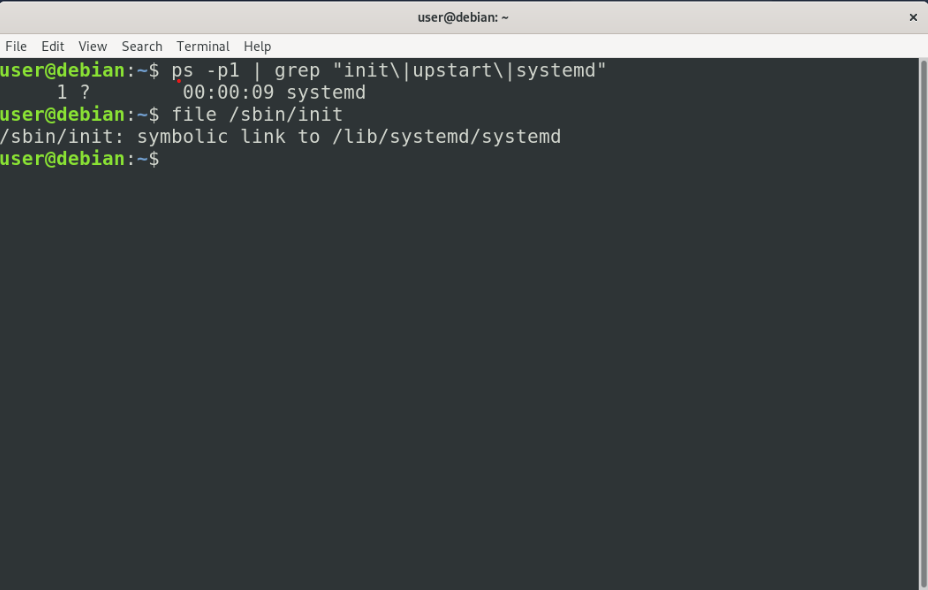 user@debian: ~
×
File Edit View Search Terminal Help
user@debian:~$ ps -p1 | grep "init\|upstart\|systemd"
     1 ?        00:00:09 systemd
user@debian:~$ file /sbin/init
/sbin/init: symbolic link to /lib/systemd/systemd
user@debian:~$